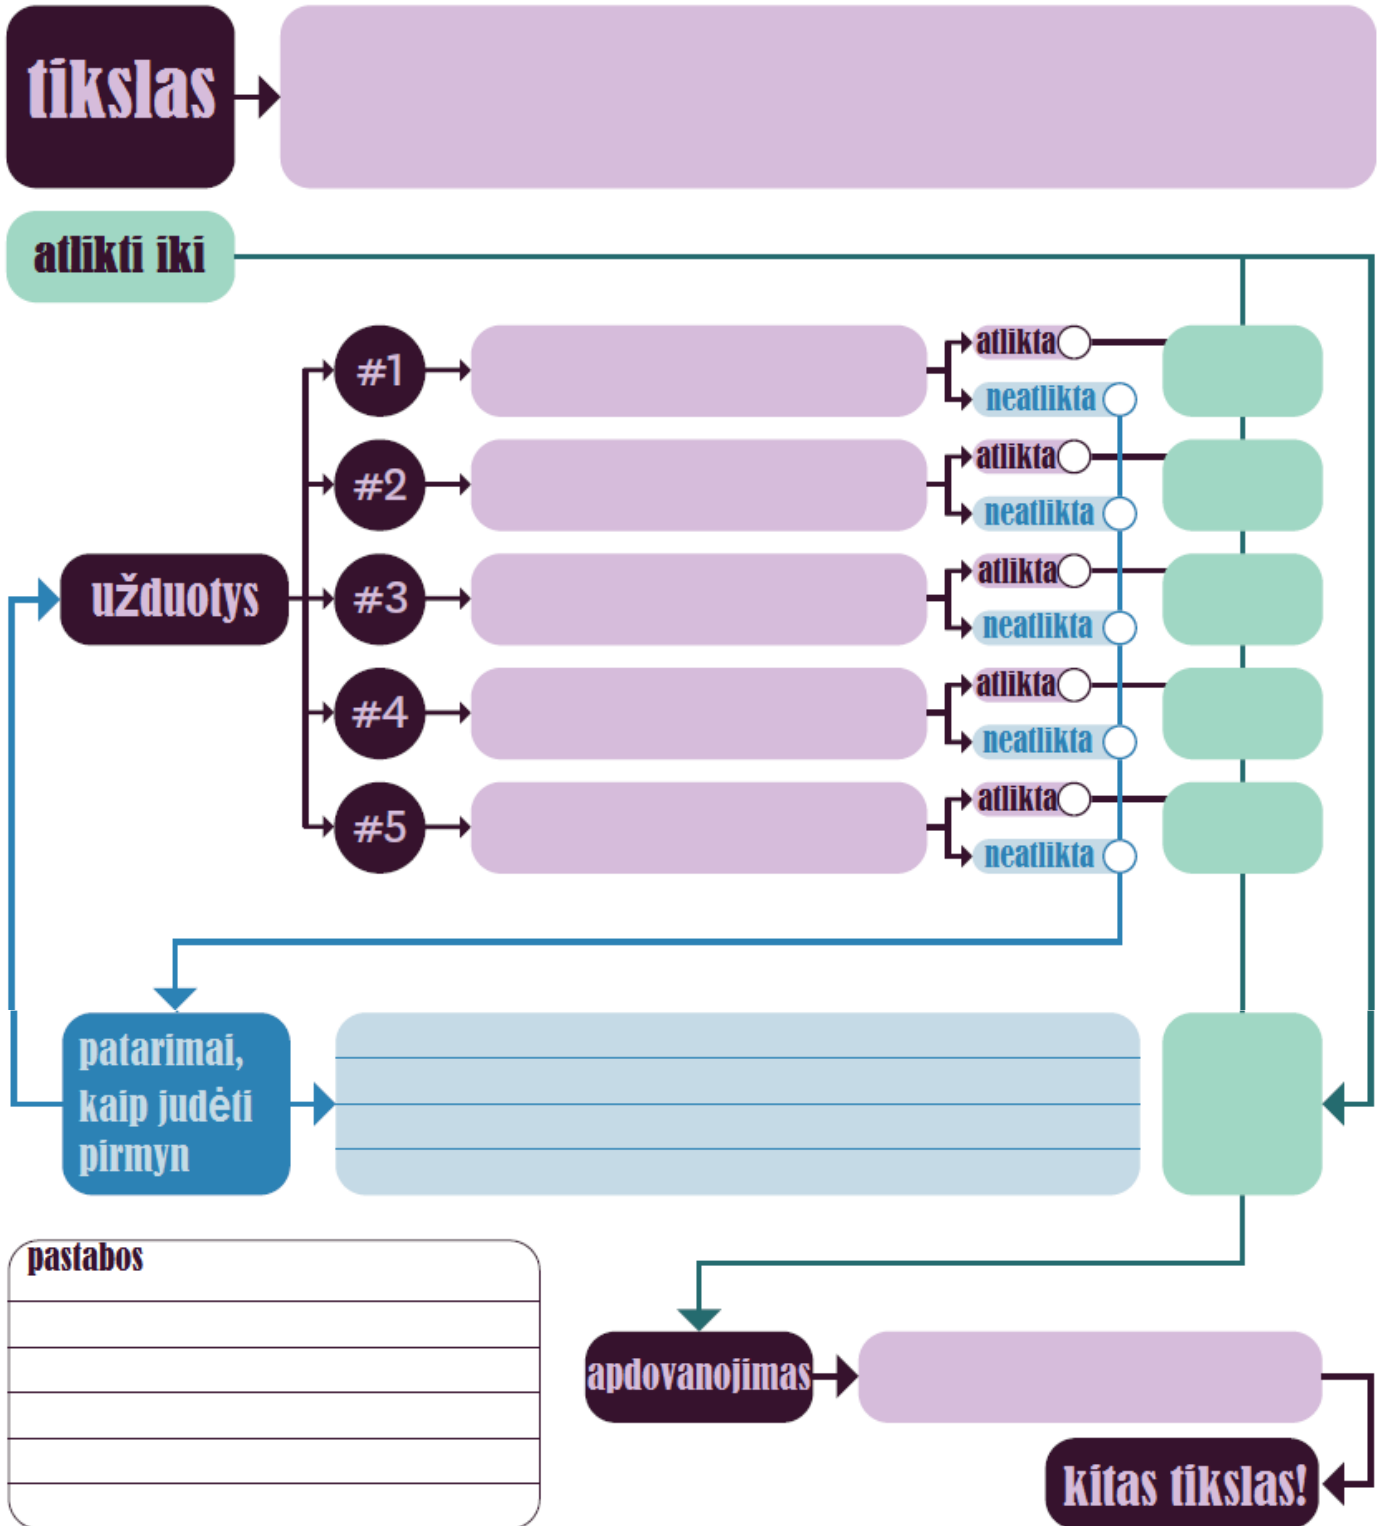 tikslas
atlikti iki
#1
atlikta
neatlikta
#2
atlikta
neatlikta
užduotys
#3
atlikta
neatlikta
#4
atlikta
neatlikta
#5
atlikta
neatlikta
patarimai,
kaip judėti
pirmyn
pastabos
apdovanojimas
kitas tikslas!